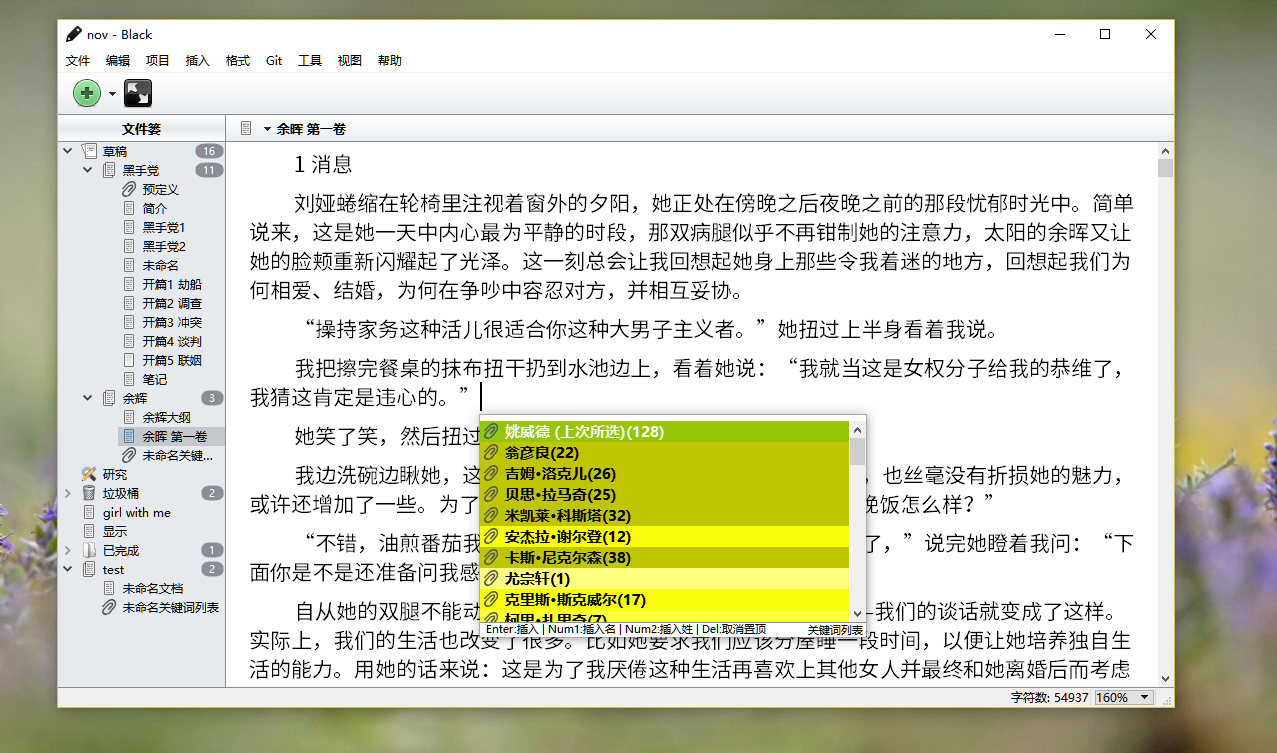 nov - Black
文件 编辑 项目 插入 格式 Git 工具 视图 帮助
文件签
草稿 16
黑手党 11
预定义
简介
黑手党1
黑手党2
未命名
开篇1 劫船
开篇2 调查
开篇3 冲突
开篇4 谈判
开篇5 联姻
笔记
余辉 3
余辉大纲
余晖 第一卷
未命名关键...
研究
垃圾桶 2
girl with me
显示
已完成 1
test 2
未命名文档
未命名关键词列表
余晖 第一卷
1 消息
刘娅蜷缩在轮椅里注视着窗外的夕阳，她正处在傍晚之后夜晚之前的那段忧郁时光中。简单
说来，这是她一天中内心最为平静的时段，那双病腿似乎不再钳制她的注意力，太阳的余晖又让
她的脸颊重新闪耀起了光泽。这一刻总会让我回想起她身上那些令我着迷的地方，回想起我们为
何相爱、结婚，为何在争吵中容忍对方，并相互妥协。
“操持家务这种活儿很适合你这种大男子主义者。”她扭过上半身看着我说。
我把擦完餐桌的抹布扭干扔到水池边上，看着她说：“我就当这是女权分子给我的恭维了，
我猜这肯定是违心的。”
她笑了笑，然后扭过
我边洗碗边瞅她，这 ，也丝毫没有折损她的魅力，
或许还增加了一些。为了 晚饭怎么样？”
“不错，油煎番茄我 了，”说完她瞪着我问：“下
面你是不是还准备问我感
自从她的双腿不能动 我们的谈话就变成了这样。
实际上，我们的生活也改变了很多。比如她要求我们应该分屋睡一段时间，以便让她培养独自生
活的能力。用她的话来说：这是为了我厌倦这种生活再喜欢上其他女人并最终和她离婚后而考虑
姚威德 (上次所选)(128)
翁彦良(22)
吉姆•洛克儿(26)
贝思•拉马奇(25)
米凯莱•科斯塔(32)
安杰拉•谢尔登(12)
卡斯•尼克尔森(38)
尤宗轩(1)
克里斯•斯克威尔(17)
柯里•扎里奇(7)
Enter:插入 | Num1:插入名 | Num2:插入姓 | Del:取消置顶 关键词列表
字符数: 54937 160%